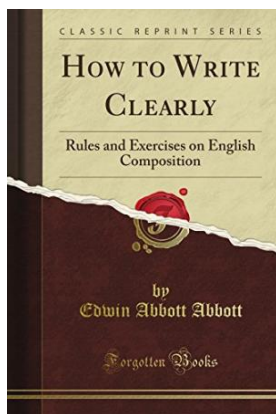 CLASSIC REPRINT SERIES
HOW TO WRITE
CLEARLY
Rules and Exercises on English
Composition
by
Edwin Abbott Abbott
Forgotten Books